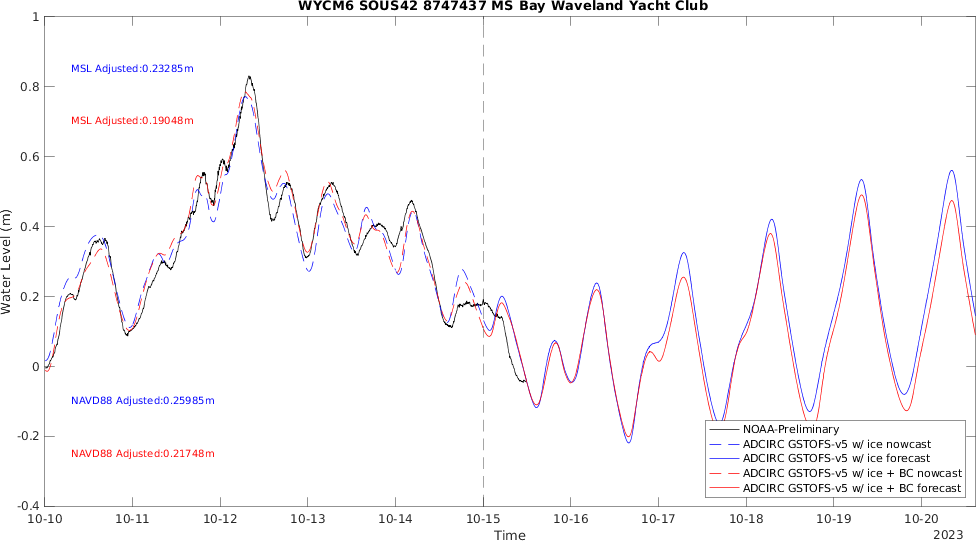 WYCM6 SOUS42 8747437 MS Bay Waveland Yacht Club
1
0.8
0.6
0.4
0.2
0
-0.2
-0.4
Water Level (m)
MSL Adjusted:0.23285m
MSL Adjusted:0.19048m
NAVD88 Adjusted:0.25985m
NAVD88 Adjusted:0.21748m
NOAA-Preliminary
ADCIRC GSTOFS-v5 w/ ice nowcast
ADCIRC GSTOFS-v5 w/ ice forecast
ADCIRC GSTOFS-v5 w/ ice + BC nowcast
ADCIRC GSTOFS-v5 w/ ice + BC forecast
10-10 10-11 10-12 10-13 10-14 10-15 10-16 10-17 10-18 10-19 10-20
Time
2023